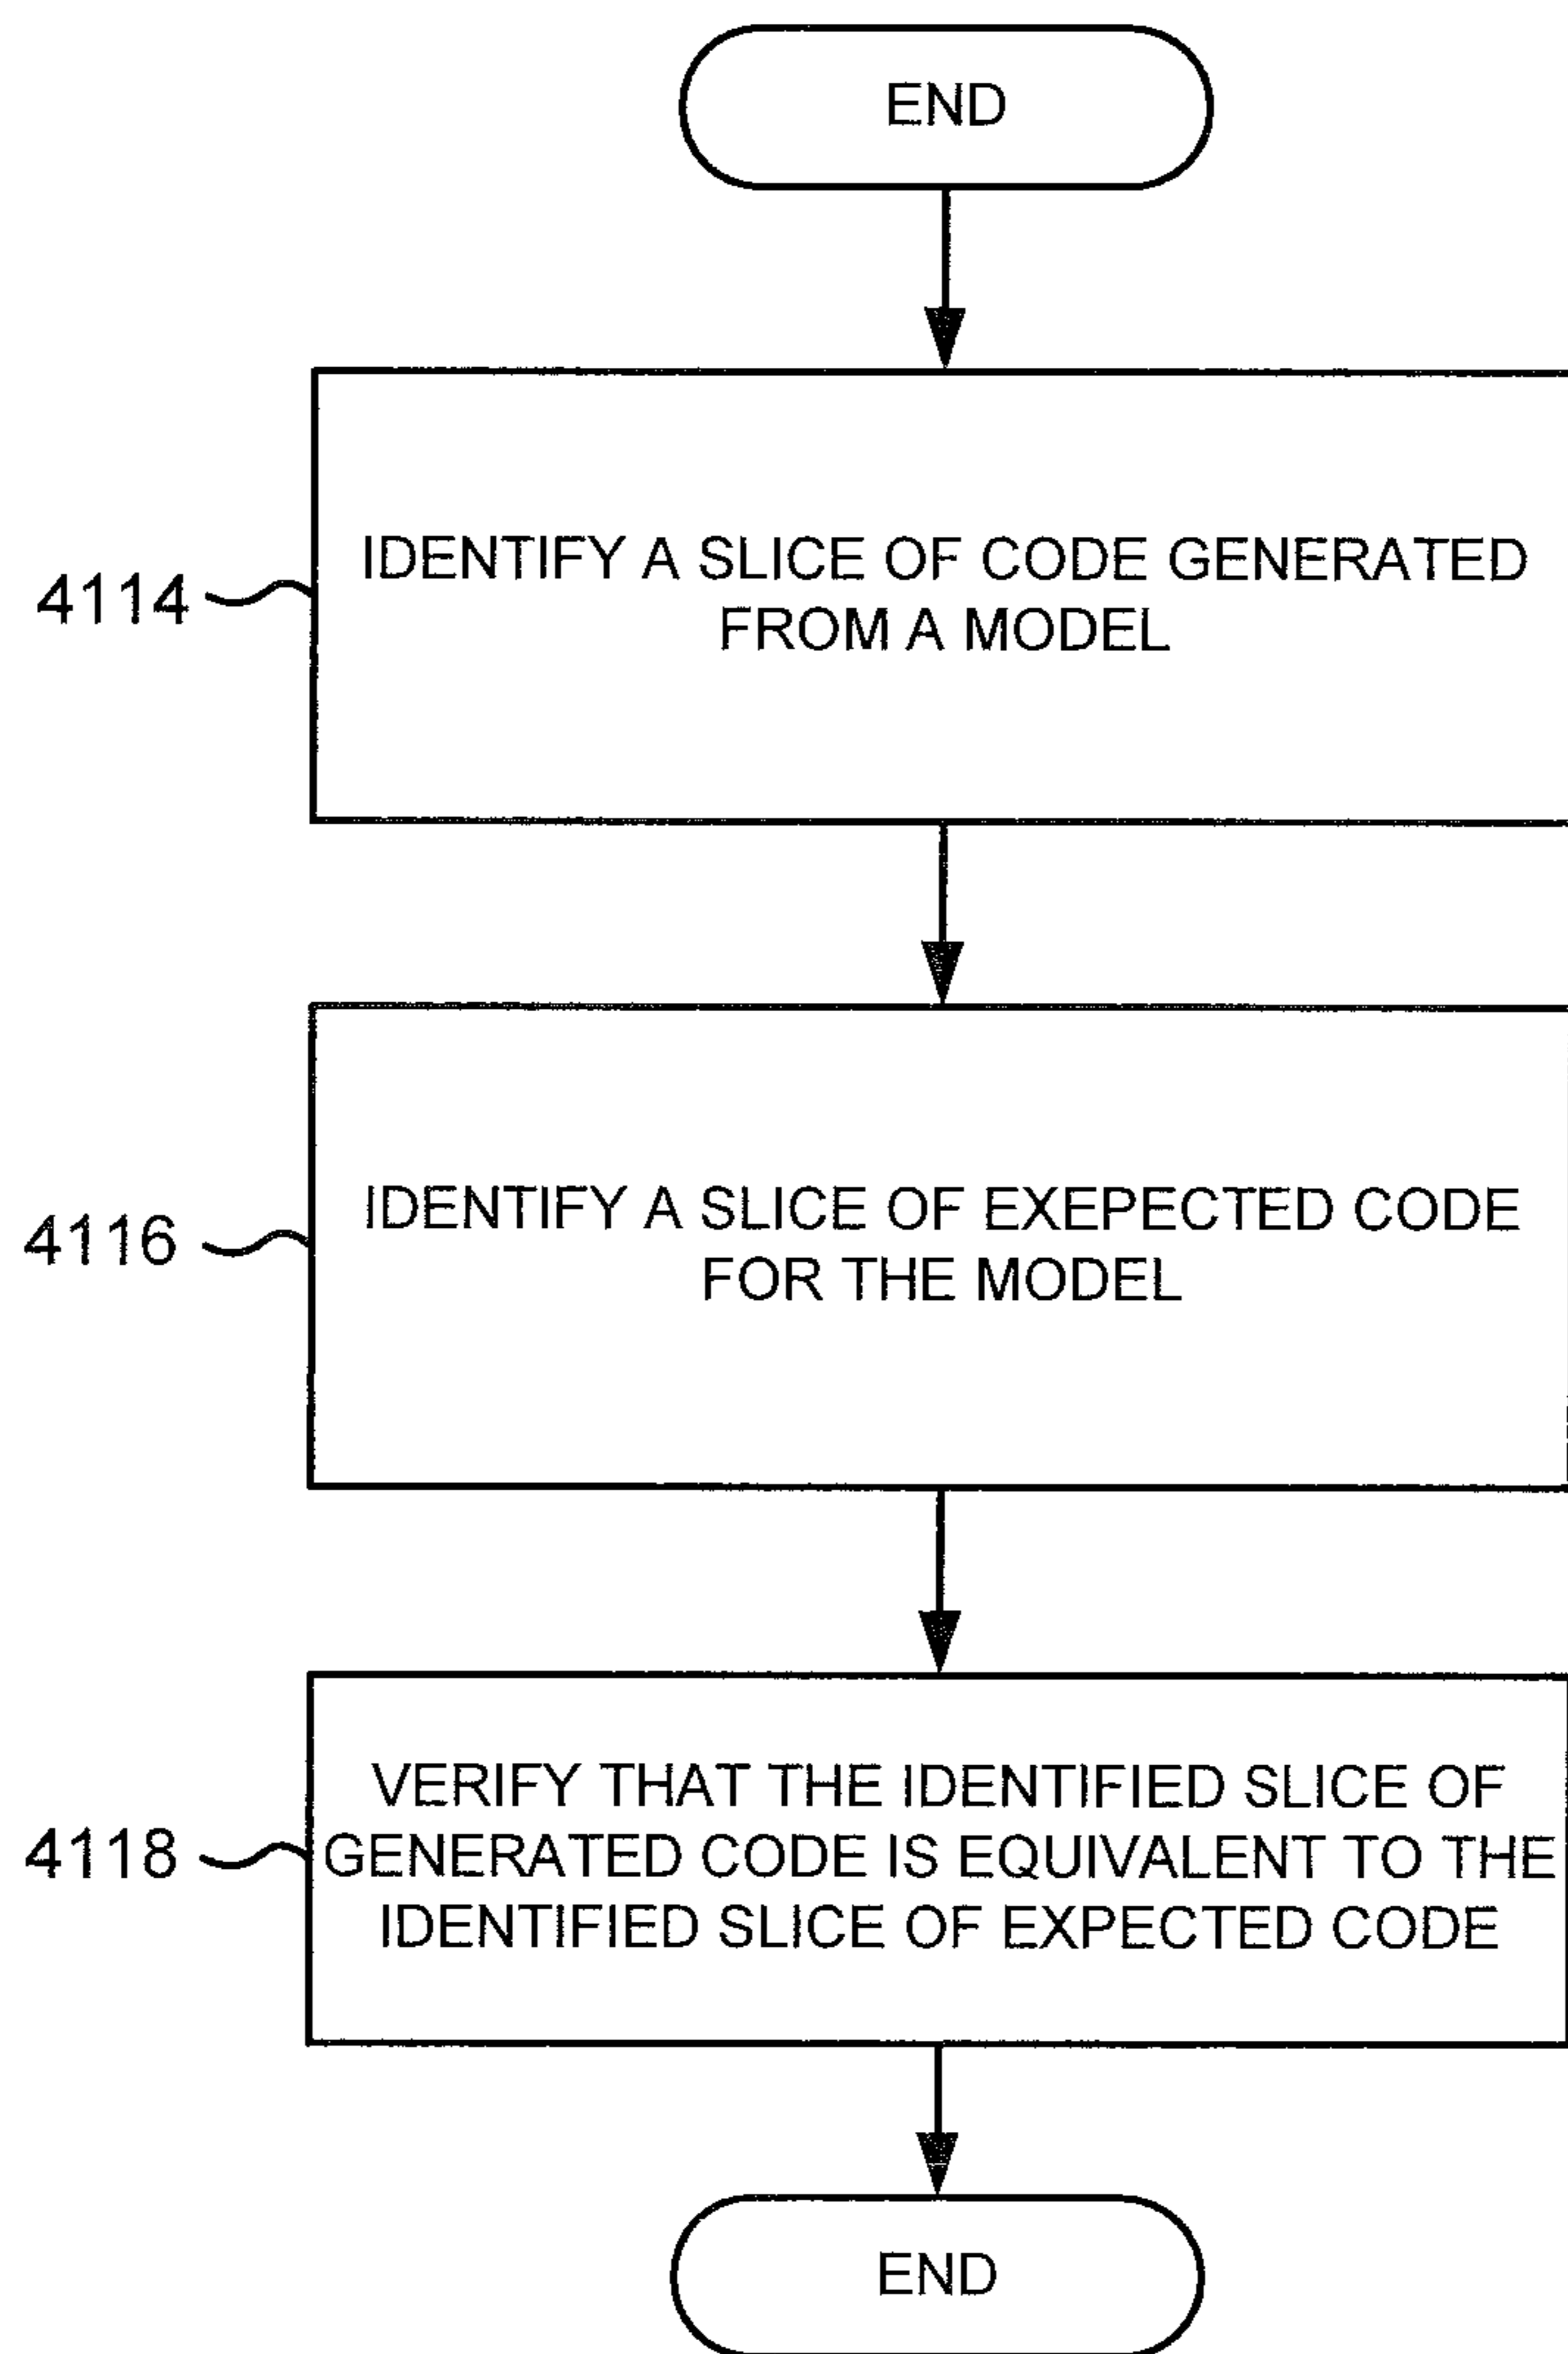 END
IDENTIFY A SLICE OF CODE GENERATED
FROM A MODEL
4114
IDENTIFY A SLICE OF EXEPECTED CODE
FOR THE MODEL
4116
VERIFY THAT THE IDENTIFIED SLICE OF
GENERATED CODE IS EQUIVALENT TO THE
IDENTIFIED SLICE OF EXPECTED CODE
4118
END